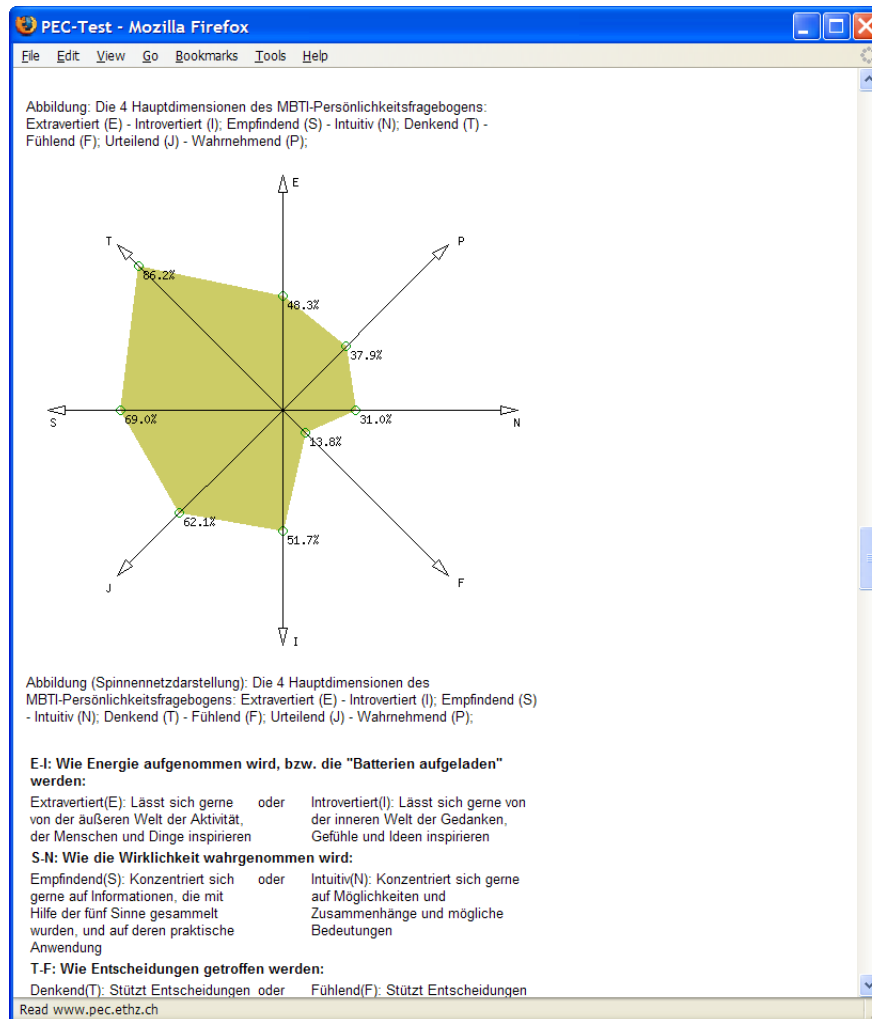 PEC-Test - Mozilla Firefox
File Edit View Go Bookmarks Tools Help
Abbildung: Die 4 Hauptdimensionen des MBTI-Persönlichkeitsfragebogens:
Extravertiert (E) - Introvertiert (I); Empfindend (S) - Intuitiv (N); Denkend (T) -
Fühlend (F); Urteilend (J) - Wahrnehmend (P);
E
T
P
86.2%
48.3%
37.9%
69.0%
31.0%
S
N
13.8%
62.1%
51.7%
J
F
I
Abbildung (Spinnennetzdarstellung): Die 4 Hauptdimensionen des
MBTI-Persönlichkeitsfragebogens: Extravertiert (E) - Introvertiert (I); Empfindend (S)
- Intuitiv (N); Denkend (T) - Fühlend (F); Urteilend (J) - Wahrnehmend (P);
E-I: Wie Energie aufgenommen wird, bzw. die "Batterien aufgeladen"
werden:
Extravertiert(E): Lässt sich gerne oder Introvertiert(I): Lässt sich gerne von
von der äußeren Welt der Aktivität, der inneren Welt der Gedanken,
der Menschen und Dinge inspirieren Gefühle und Ideen inspirieren
S-N: Wie die Wirklichkeit wahrgenommen wird:
Empfindend(S): Konzentriert sich oder Intuitiv(N): Konzentriert sich gerne
gerne auf Informationen, die mit auf Möglichkeiten und
Hilfe der fünf Sinne gesammelt Zusammenhänge und mögliche
wurden, und auf deren praktische Bedeutungen
Anwendung
T-F: Wie Entscheidungen getroffen werden:
Denkend(T): Stützt Entscheidungen oder Fühlend(F): Stützt Entscheidungen
Read www.pec.ethz.ch